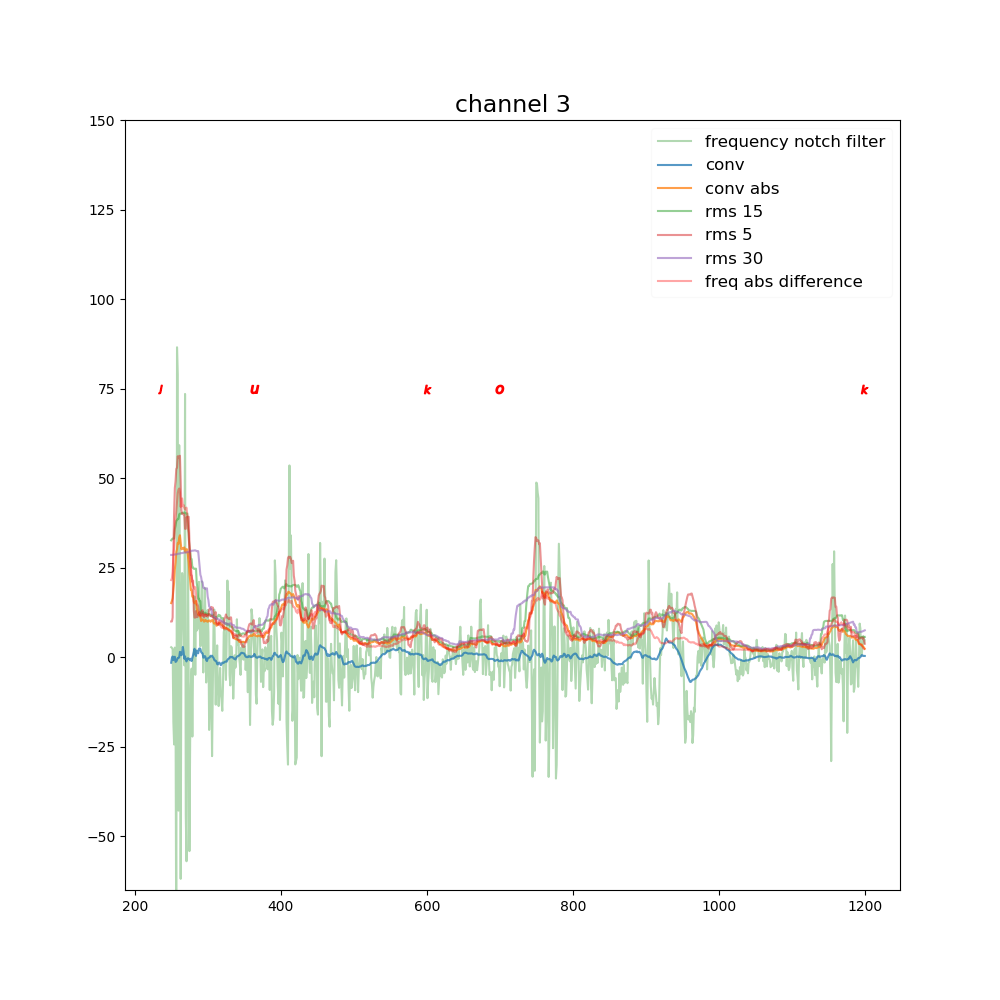 channel 3
150
125
100
75
50
25
0
−25
−50
frequency notch filter
conv
conv abs
rms 15
rms 5
rms 30
freq abs difference
J u k o k
200 400 600 800 1000 1200